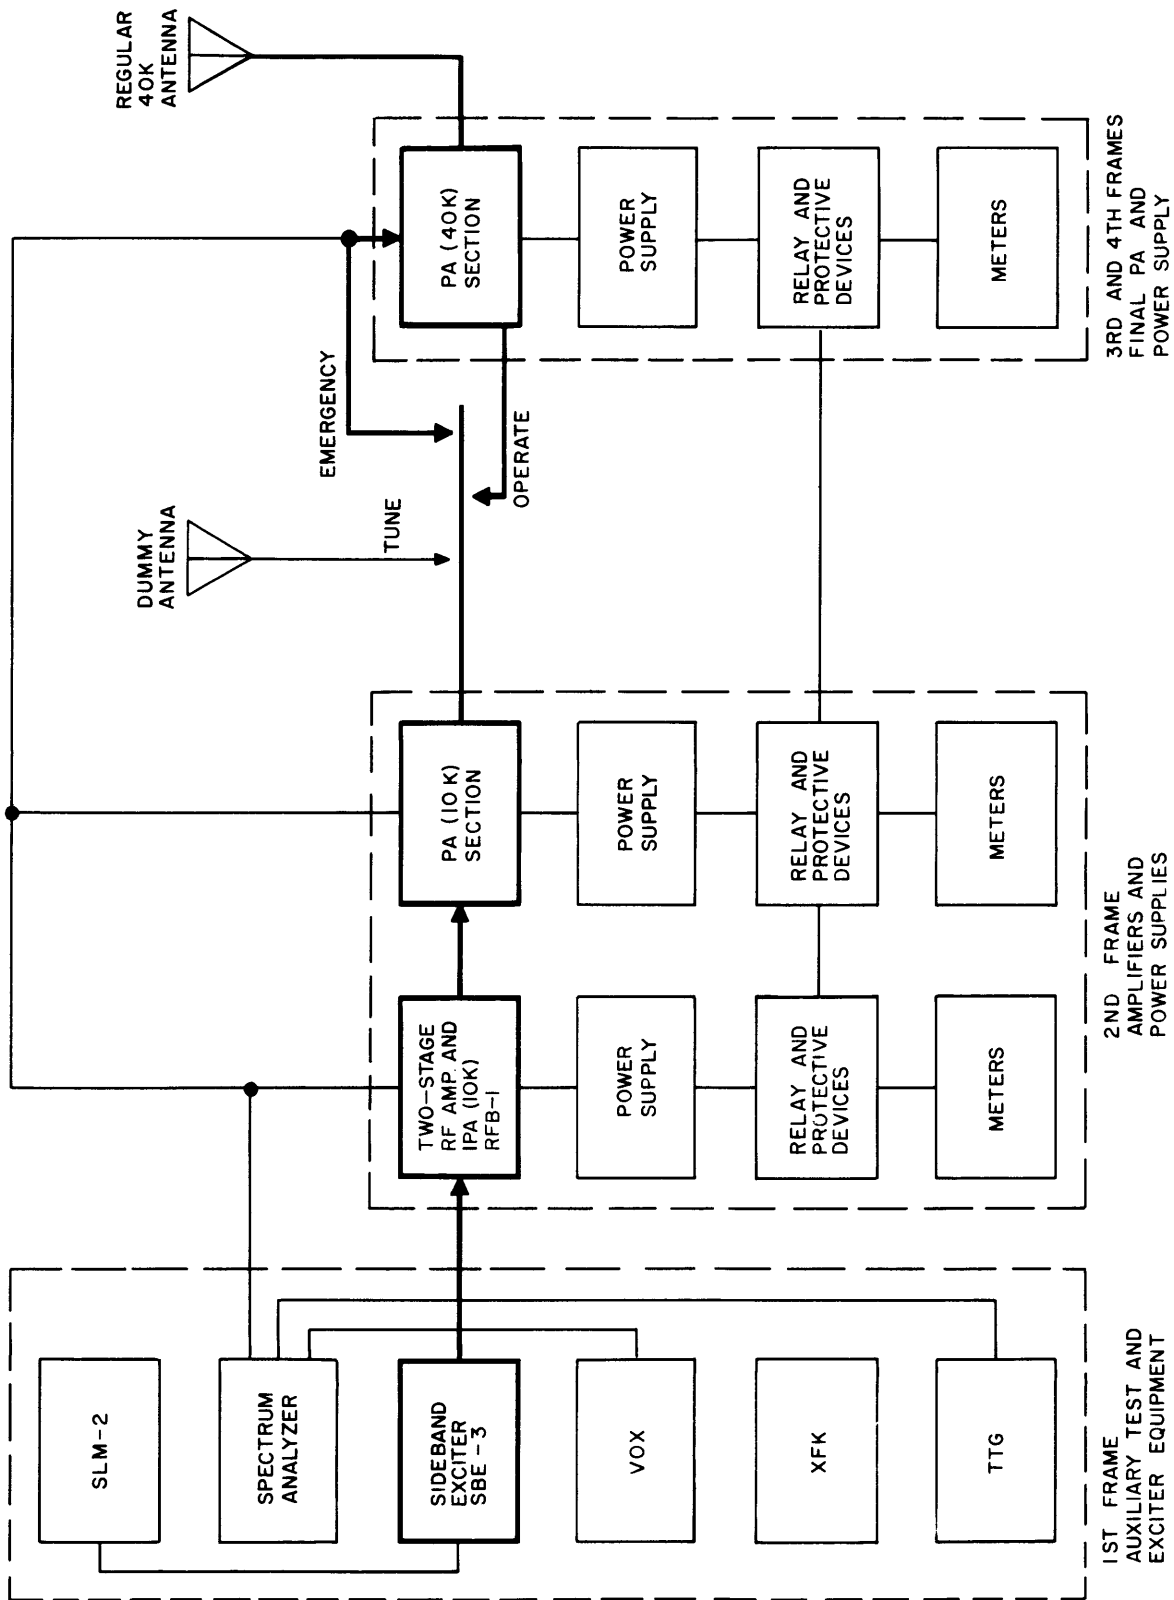 SLM-2
SPECTRUM
ANALYZER
SIDEBAND
EXCITER
SBE-3
VOX
XFK
TTG
1ST FRAME
AUXILIARY TEST AND
EXCITER EQUIPMENT
TWO-STAGE
RF AMP. AND
IPA (10K)
RFB-1
POWER
SUPPLY
RELAY AND
PROTECTIVE
DEVICES
METERS
PA (10 K)
SECTION
POWER
SUPPLY
RELAY AND
PROTECTIVE
DEVICES
METERS
2ND FRAME
AMPLIFIERS AND
POWER SUPPLIES
DUMMY
ANTENNA
TUNE
EMERGENCY
OPERATE
REGULAR
40K
ANTENNA
PA (40K)
SECTION
POWER
SUPPLY
RELAY AND
PROTECTIVE
DEVICES
METERS
3RD AND 4TH FRAMES
FINAL PA AND
POWER SUPPLY